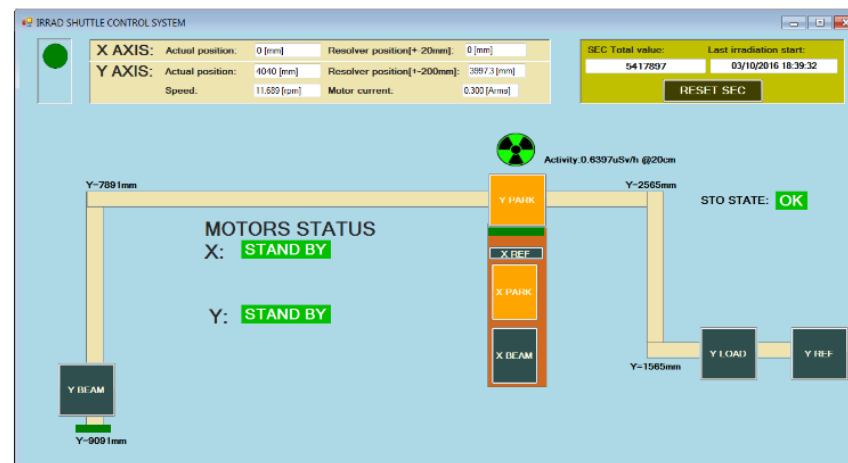 IRRAD SHUTTLE CONTROL SYSTEM
X AXIS: Actual position: 0 [mm] Resolver position[+-20mm]: 0 [mm]
Y AXIS: Actual position: 4040 [mm] Resolver position[+-200mm]: 3997.3 [mm]
Speed: 11.689 [rpm] Motor current: 0.300 [Arms]
SEC Total value: Last irradiation start:
5417897 03/10/2016 18:39:32
RESET SEC
Activity:0.6397uSv/h @20cm
Y=7891mm
Y PARK
Y=2565mm
STO STATE: OK
MOTORS STATUS
X: STAND BY
X REF
X PARK
Y: STAND BY
X BEAM
Y LOAD
Y REF
Y=1565mm
Y BEAM
Y=9091mm